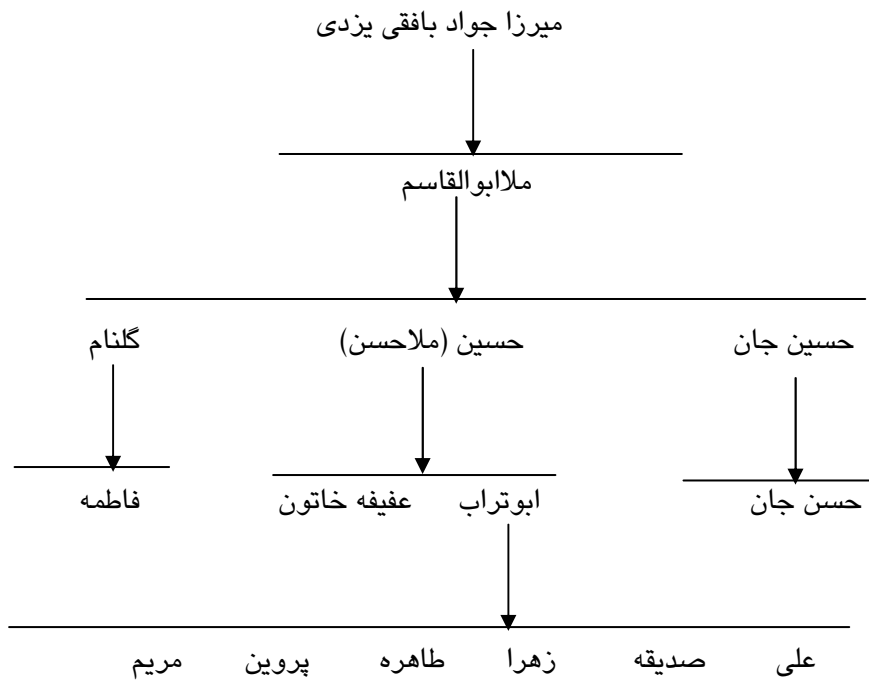 میرزا جواد بافقی یزدی
ملاابوالقاسم
حسین جان حسین (ملاحسن) گلنام
حسن جان ابوتراب عفیفه خاتون فاطمه
علی صدیقه زهرا طاهره پروین مریم